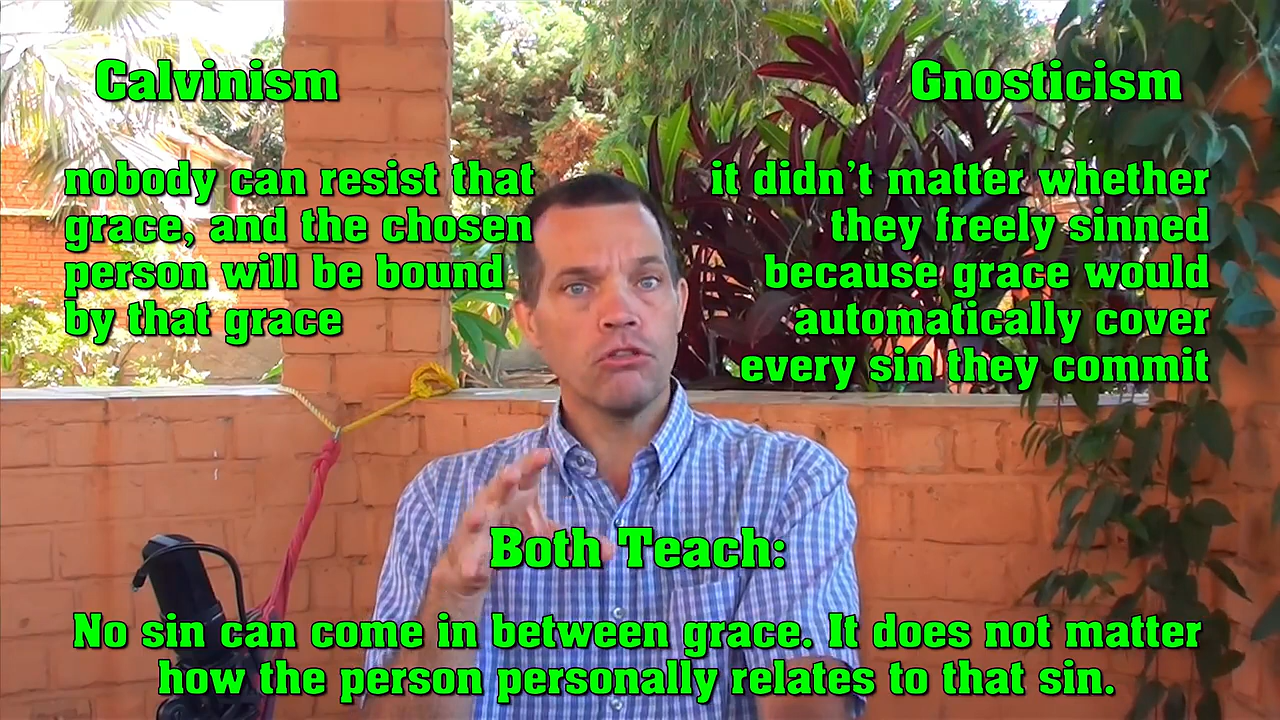 Calvinism
nobody can resist that
grace, and the chosen
person will be bound
by that grace
Gnosticism
it didn't matter whether
they freely sinned
because grace would
automatically cover
every sin they commit
Both Teach:
No sin can come in between grace. It does not matter
how the person personally relates to that sin.